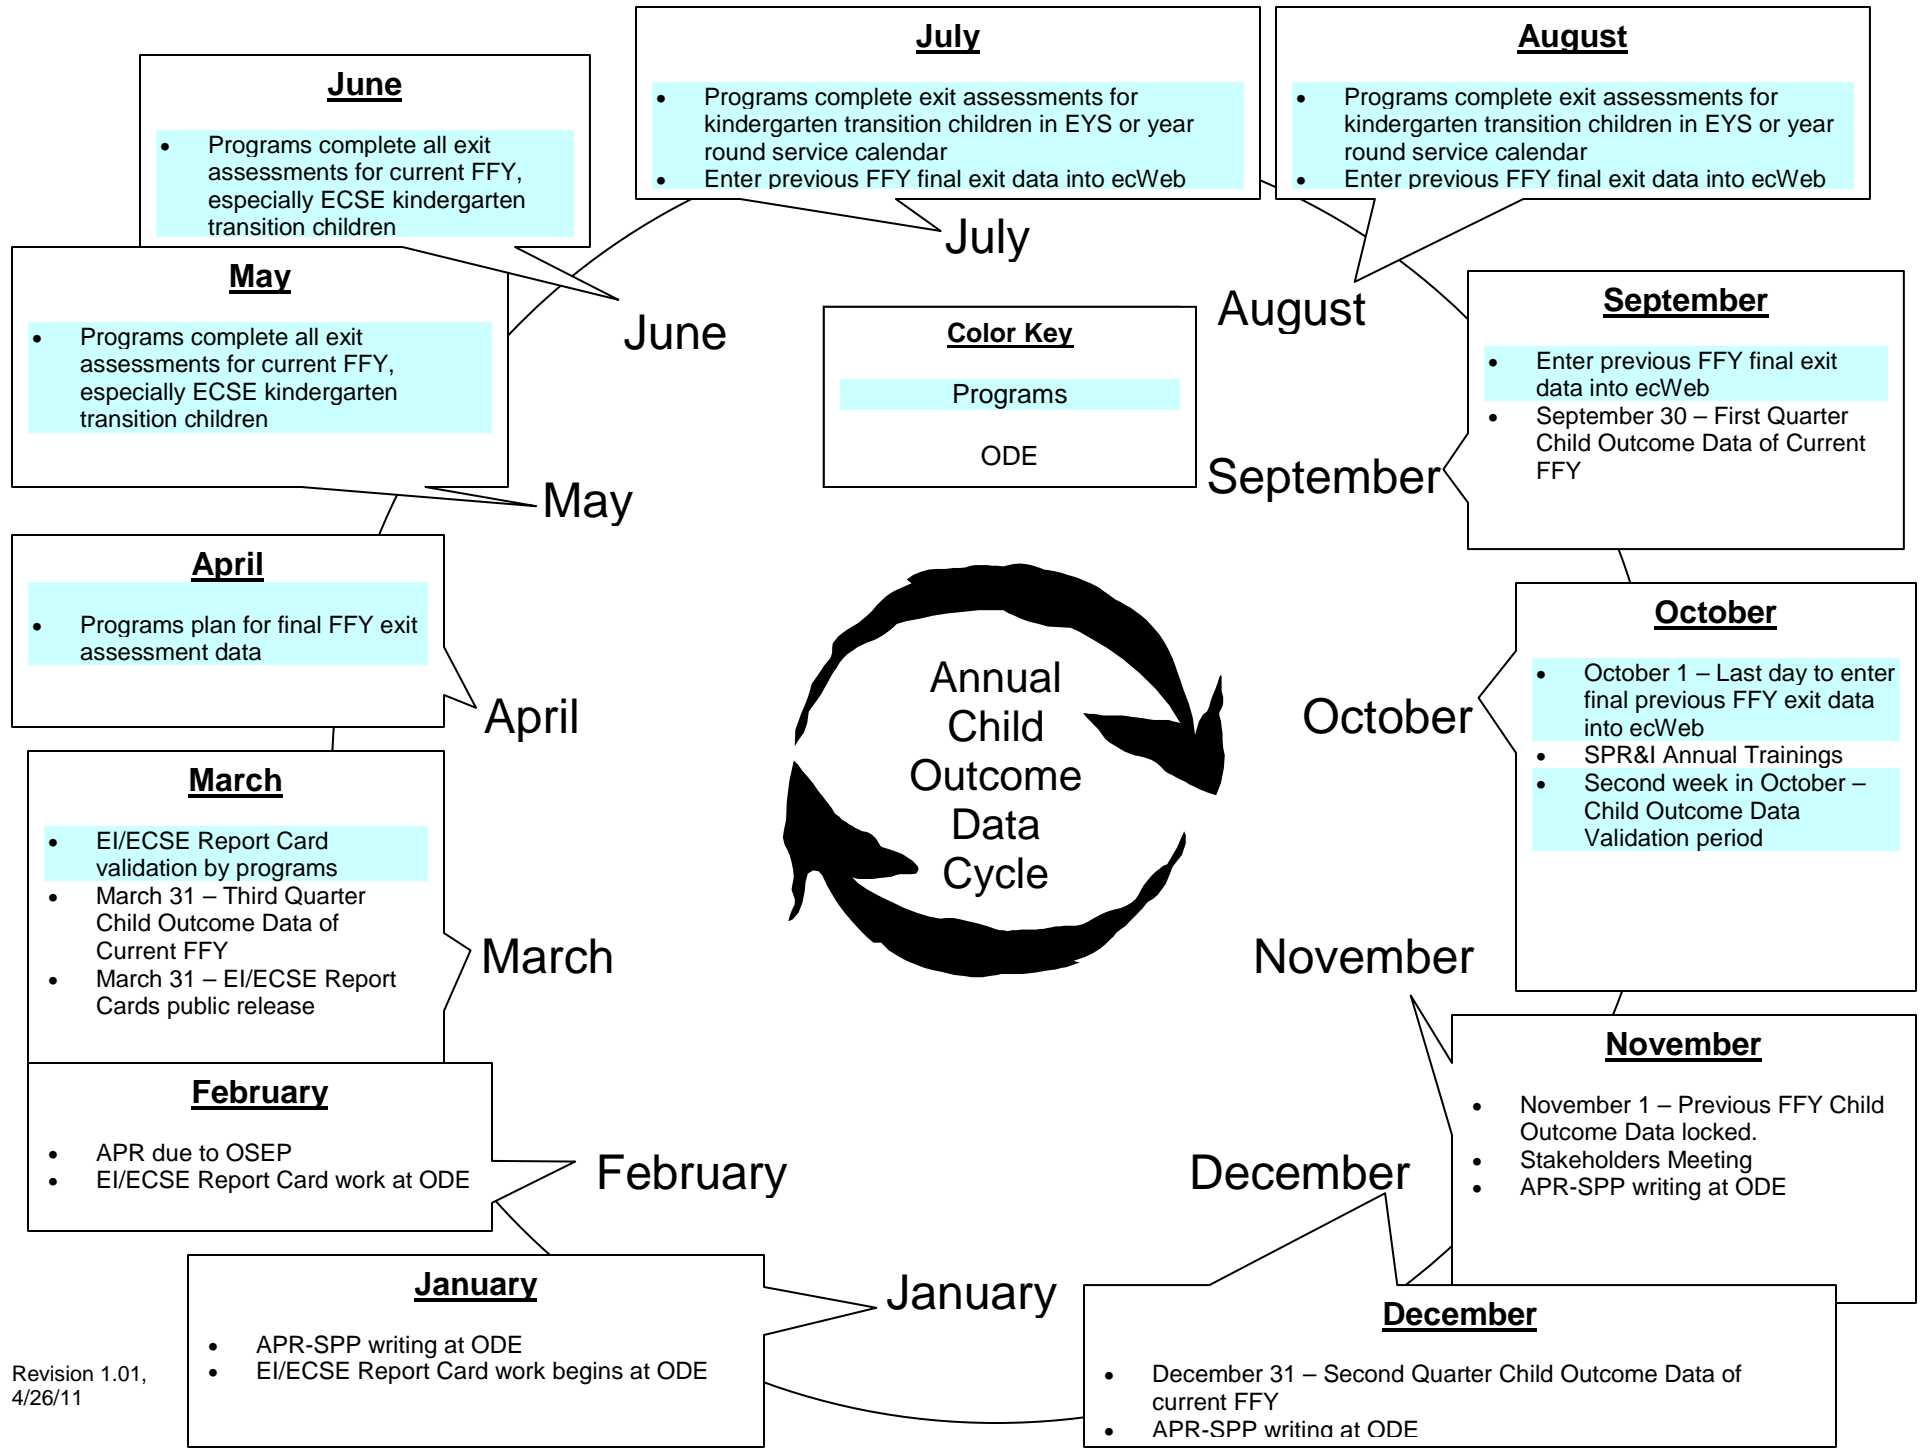 July
• Programs complete exit assessments for
kindergarten transition children in EYS or year
round service calendar
• Enter previous FFY final exit data into ecWeb
August
• Programs complete exit assessments for
kindergarten transition children in EYS or year
round service calendar
• Enter previous FFY final exit data into ecWeb
June
• Programs complete all exit
assessments for current FFY,
especially ECSE kindergarten
transition children
May
• Programs complete all exit
assessments for current FFY,
especially ECSE kindergarten
transition children
September
• Enter previous FFY final exit
data into ecWeb
• September 30 – First Quarter
Child Outcome Data of Current
FFY
July
August
June
September
May
Color Key
Programs
ODE
April
• Programs plan for final FFY exit
assessment data
October
• October 1 – Last day to enter
final previous FFY exit data
into ecWeb
• SPR&I Annual Trainings
• Second week in October –
Child Outcome Data
Validation period
April
October
Annual
Child
Outcome
Data
Cycle
March
• EI/ECSE Report Card
validation by programs
• March 31 – Third Quarter
Child Outcome Data of
Current FFY
• March 31 – EI/ECSE Report
Cards public release
March
November
November
• November 1 – Previous FFY Child
Outcome Data locked.
• Stakeholders Meeting
• APR-SPP writing at ODE
February
• APR due to OSEP
• EI/ECSE Report Card work at ODE
February
December
January
January
• APR-SPP writing at ODE
• EI/ECSE Report Card work begins at ODE
December
• December 31 – Second Quarter Child Outcome Data of
current FFY
• APR-SPP writing at ODE
Revision 1.01,
4/26/11